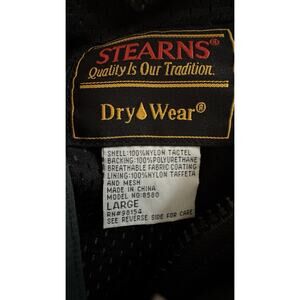 STEARNS®
Quality Is Our Tradition.
Dry Wear®
SHELL:100%NYLON TACTEL
BACKING:100%POLYURETHANE
BREATHABLE FABRIC COATING
LINING:100%NYLON TAFFETA
AND MESH
MADE IN CHINA
MODEL NO:8580
LARGE
RN#98154
SEE REVERSE SIDE FOR CARE